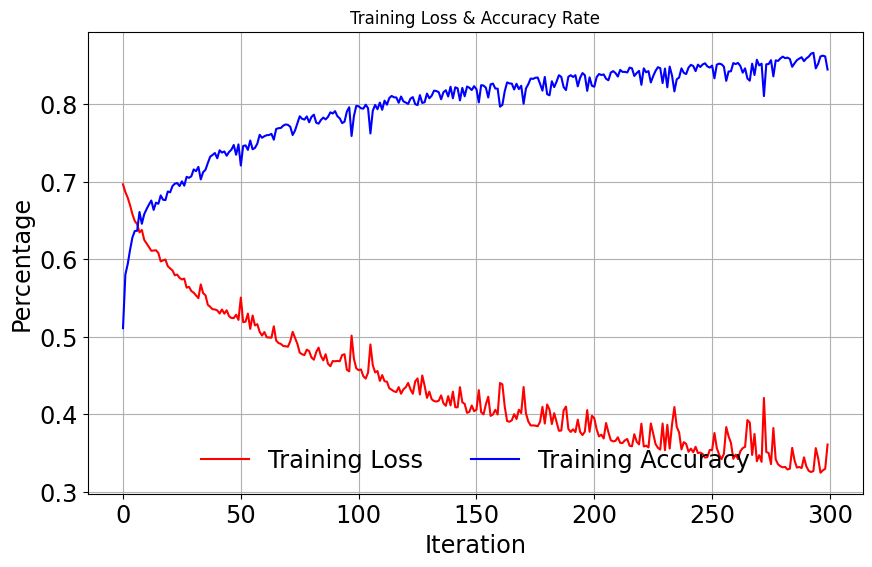 Training Loss & Accuracy Rate
Percentage
0.8
0.7
0.6
0.5
0.4
0.3
Training Loss
Training Accuracy
0 50 100 150 200 250 300
Iteration